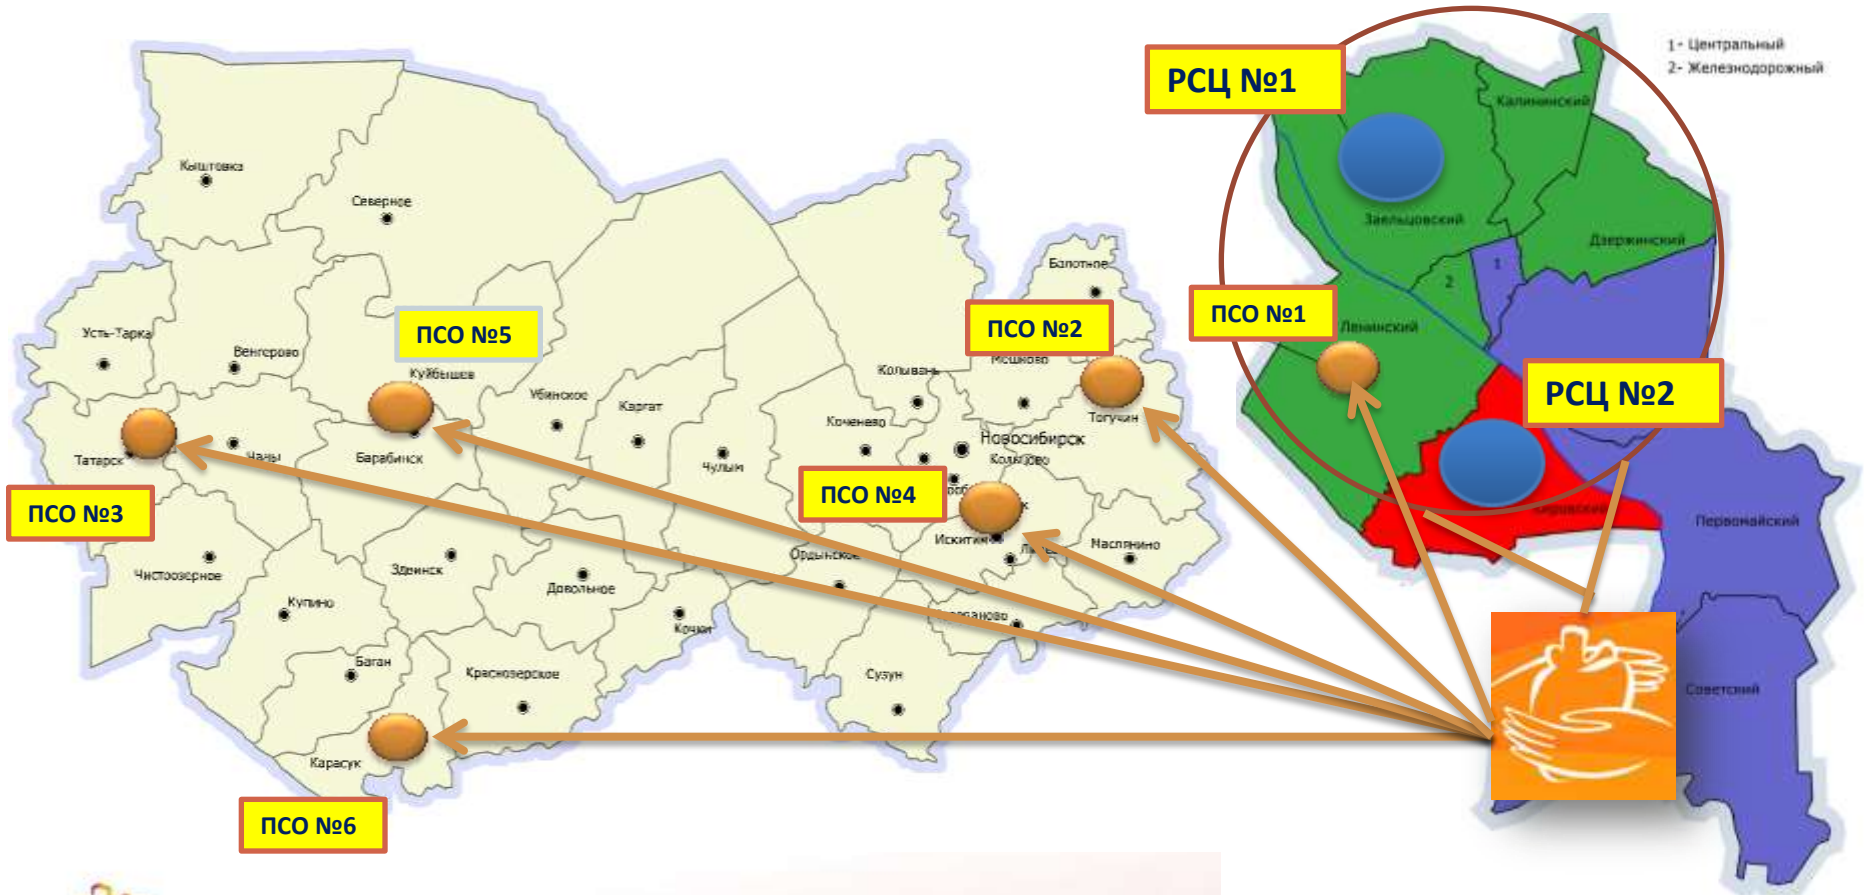 1- Центральный
2- Железнодорожный
РСЦ №1
Калининский
Кыштовка
Северное
Заельцовский
Дзержинский
Болотное
1
2
ПСО №1
Ленинский
ПСО №5
ПСО №2
Усть-Тарка
Венгерово
Мошково
Куйбышев
Колывань
РСЦ №2
Убинское
Каргат
Тогучин
Коченево
Новосибирск
Татарск
Чаны
Барабинск
Чулым
Кольцово
ПСО №3
ПСО №4
Кировский
Первомайский
Искитим
Маслянино
Ордынское
Чистоозерное
Здвинск
Довольное
Купино
Кочки
Баган
Краснозерское
Сузун
Советский
Карасук
ПСО №6